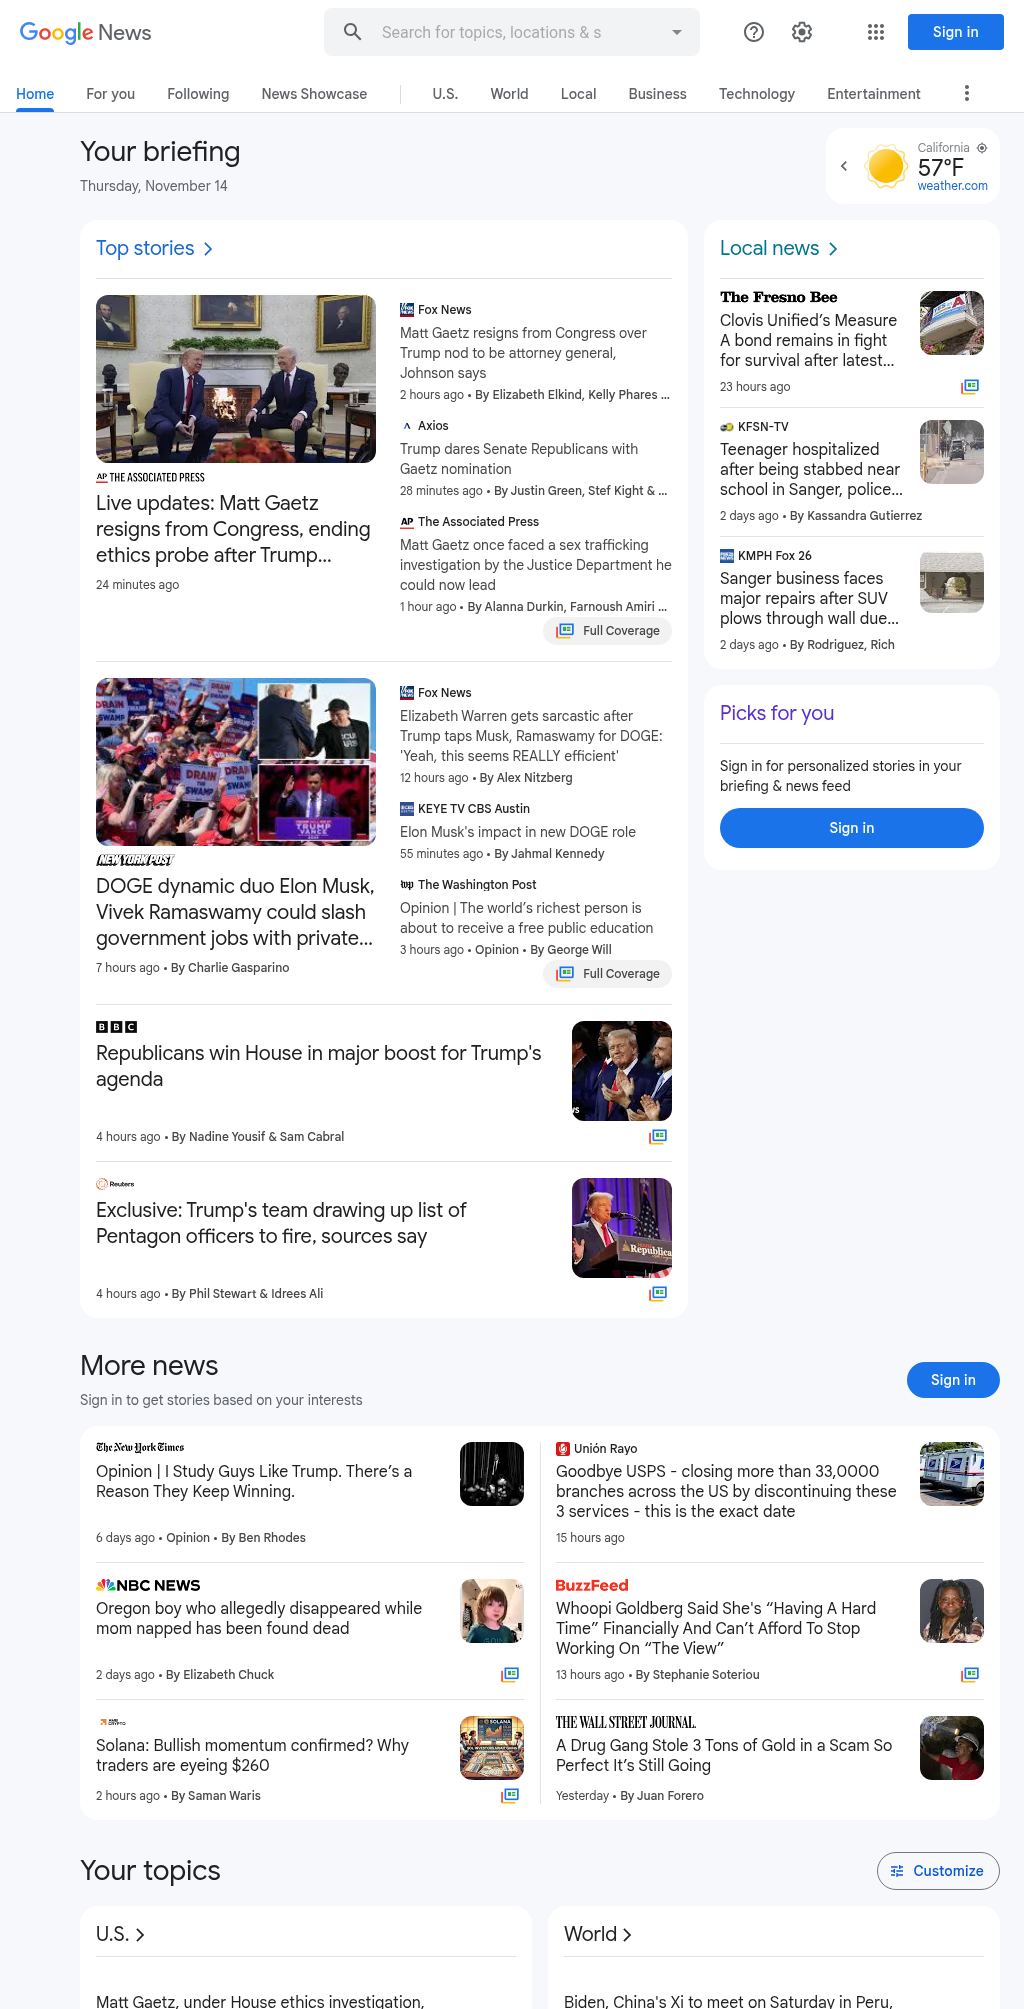 Google News
Search for topics, locations & s
Sign in
Home
For you
Following
News Showcase
U.S.
World
Local
Business
Technology
Entertainment
Your briefing
Thursday, November 14
California
57°F
weather.com
Top stories
AP THE ASSOCIATED PRESS
Live updates: Matt Gaetz
resigns from Congress, ending
ethics probe after Trump...
24 minutes ago
Fox News
Matt Gaetz resigns from Congress over
Trump nod to be attorney general,
Johnson says
2 hours ago • By Elizabeth Elkind, Kelly Phares ...
Axios
Trump dares Senate Republicans with
Gaetz nomination
28 minutes ago • By Justin Green, Stef Kight & ...
AP The Associated Press
Matt Gaetz once faced a sex trafficking
investigation by the Justice Department he
could now lead
1 hour ago • By Alanna Durkin, Farnoush Amiri ...
Full Coverage
DRAIN THE SWAMP
DRAIN THE SWAMP
TRUMP
VANCE
NEW YORK POST
DOGE dynamic duo Elon Musk,
Vivek Ramaswamy could slash
government jobs with private...
7 hours ago • By Charlie Gasparino
Fox News
Elizabeth Warren gets sarcastic after
Trump taps Musk, Ramaswamy for DOGE:
'Yeah, this seems REALLY efficient'
12 hours ago • By Alex Nitzberg
KEYE TV CBS Austin
Elon Musk's impact in new DOGE role
55 minutes ago • By Jahmal Kennedy
wp The Washington Post
Opinion | The world’s richest person is
about to receive a free public education
3 hours ago • Opinion • By George Will
Full Coverage
BBC
Republicans win House in major boost for Trump's
agenda
4 hours ago • By Nadine Yousif & Sam Cabral
Reuters
Exclusive: Trump's team drawing up list of
Pentagon officers to fire, sources say
4 hours ago • By Phil Stewart & Idrees Ali
Republica
Local news
The Fresno Bee
Clovis Unified’s Measure
A bond remains in fight
for survival after latest...
23 hours ago
KFSN-TV
Teenager hospitalized
after being stabbed near
school in Sanger, police...
2 days ago • By Kassandra Gutierrez
KMPH Fox 26
Sanger business faces
major repairs after SUV
plows through wall due...
2 days ago • By Rodriguez, Rich
Picks for you
Sign in for personalized stories in your
briefing & news feed
Sign in
More news
Sign in to get stories based on your interests
Sign in
The New York Times
Opinion | I Study Guys Like Trump. There’s a
Reason They Keep Winning.
6 days ago • Opinion • By Ben Rhodes
Unión Rayo
Goodbye USPS - closing more than 33,0000
branches across the US by discontinuing these
3 services - this is the exact date
15 hours ago
NBC NEWS
Oregon boy who allegedly disappeared while
mom napped has been found dead
2 days ago • By Elizabeth Chuck
BuzzFeed
Whoopi Goldberg Said She's “Having A Hard
Time” Financially And Can’t Afford To Stop
Working On “The View”
13 hours ago • By Stephanie Soteriou
AMB CRYPTO
Solana: Bullish momentum confirmed? Why
traders are eyeing $260
2 hours ago • By Saman Waris
SOLANA
THE WALL STREET JOURNAL.
A Drug Gang Stole 3 Tons of Gold in a Scam So
Perfect It’s Still Going
Yesterday • By Juan Forero
Your topics
Customize
U.S.
World
Matt Gaetz, under House ethics investigation,
Biden, China's Xi to meet on Saturday in Peru,